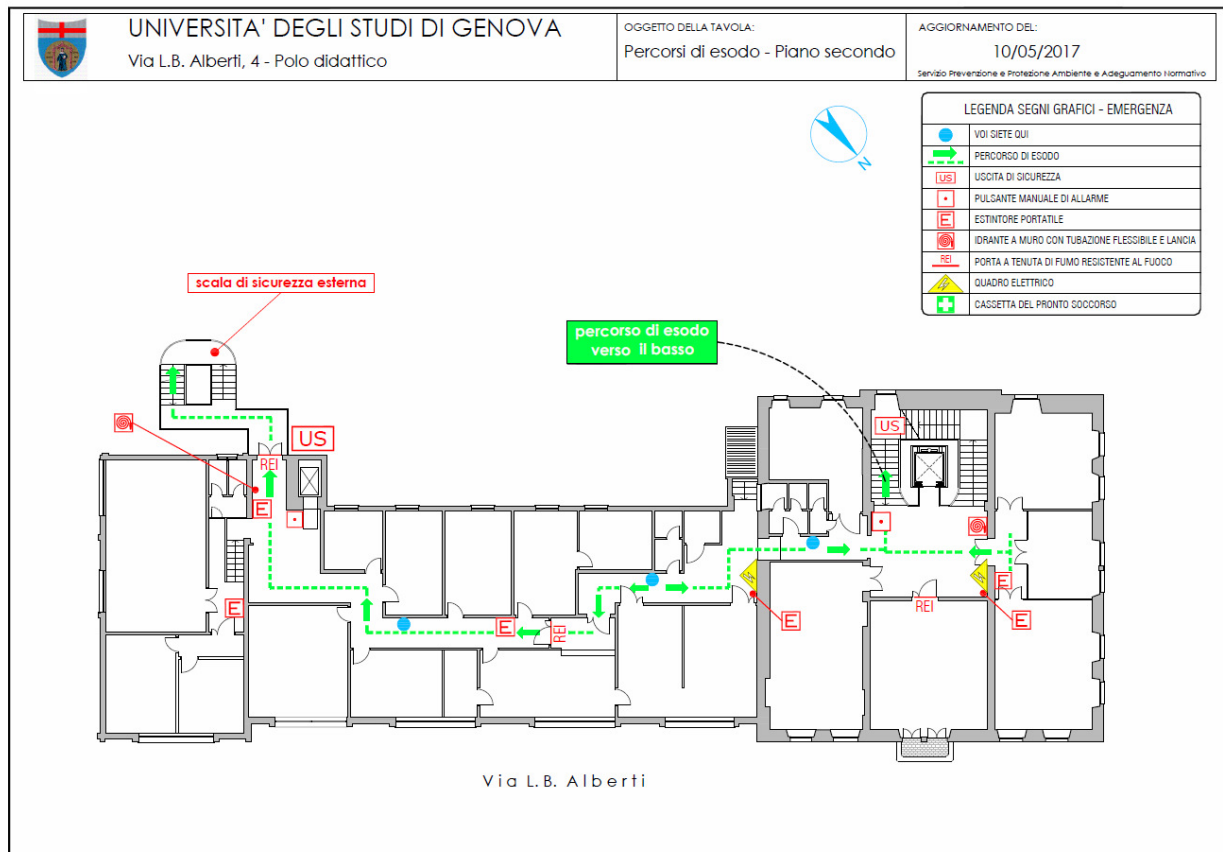 UNIVERSITA' DEGLI STUDI DI GENOVA
Via L.B. Alberti, 4 - Polo didattico
OGGETTO DELLA TAVOLA:
Percorsi di esodo - Piano secondo
AGGIORNAMENTO DEL:
10/05/2017
Servizio Prevenzione e Protezione Ambiente e Adeguamento Normativo
N
LEGENDA SEGNI GRAFICI - EMERGENZA
VOI SIETE QUI
PERCORSO DI ESODO
US USCITA DI SICUREZZA
PULSANTE MANUALE DI ALLARME
E ESTINTORE PORTATILE
IDRANTE A MURO CON TUBAZIONE FLESSIBILE E LANCIA
REI PORTA A TENUTA DI FUMO RESISTENTE AL FUOCO
QUADRO ELETTRICO
CASSETTA DEL PRONTO SOCCORSO
scala di sicurezza esterna
percorso di esodo
verso il basso
US
US
REI
E
E
E
REI
E
REI
E
E
Via L.B. Alberti